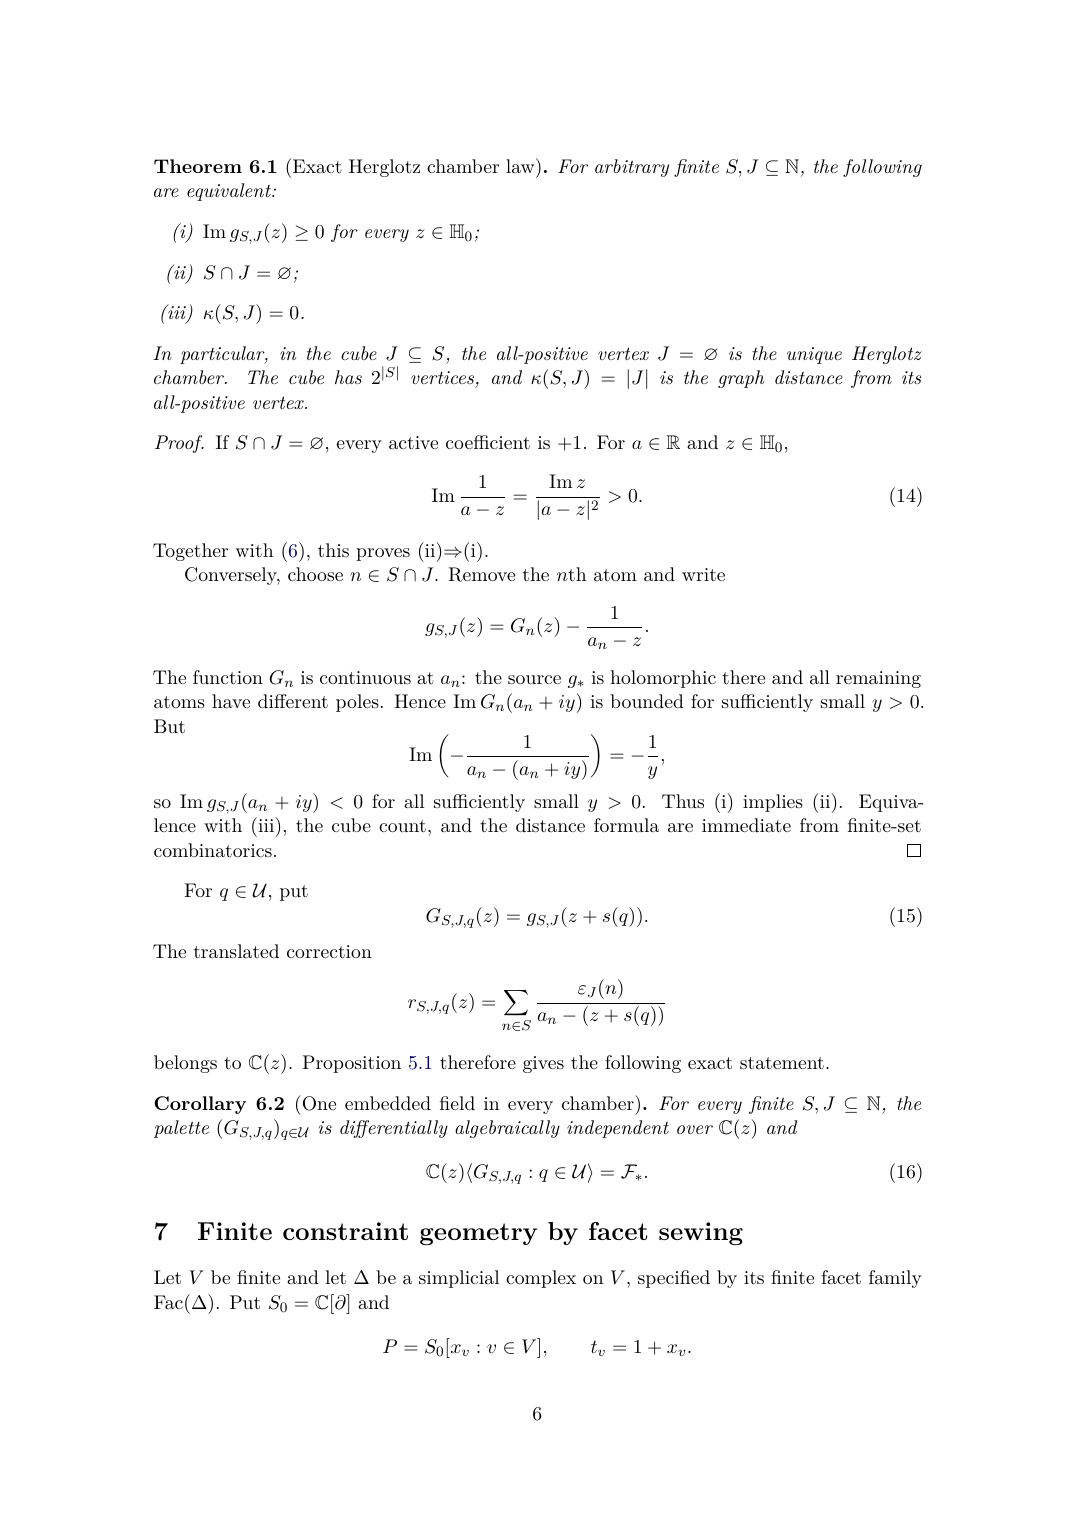 Theorem 6.1 (Exact Herglotz chamber law). For arbitrary finite S, J ⊆ ℕ, the following
are equivalent:
(i) Im g_{S,J}(z) ≥ 0 for every z ∈ ℍ₀;
(ii) S ∩ J = ∅;
(iii) κ(S, J) = 0.
In particular, in the cube J ⊆ S, the all-positive vertex J = ∅ is the unique Herglotz
chamber. The cube has 2^{|S|} vertices, and κ(S, J) = |J| is the graph distance from its
all-positive vertex.
Proof. If S ∩ J = ∅, every active coefficient is +1. For a ∈ ℝ and z ∈ ℍ₀,
Im \frac{1}{a − z} = \frac{Im z}{|a − z|^2} > 0. (14)
Together with (6), this proves (ii)⇒(i).
Conversely, choose n ∈ S ∩ J. Remove the nth atom and write
g_{S,J}(z) = G_n(z) − \frac{1}{a_n − z}.
The function G_n is continuous at a_n: the source g_* is holomorphic there and all remaining
atoms have different poles. Hence Im G_n(a_n + iy) is bounded for sufficiently small y > 0.
But
Im (−\frac{1}{a_n − (a_n + iy)}) = −\frac{1}{y},
so Im g_{S,J}(a_n + iy) < 0 for all sufficiently small y > 0. Thus (i) implies (ii). Equiva-
lence with (iii), the cube count, and the distance formula are immediate from finite-set
combinatorics. □
For q ∈ 𝒰, put
G_{S,J,q}(z) = g_{S,J}(z + s(q)). (15)
The translated correction
r_{S,J,q}(z) = \sum_{n∈S} \frac{ε_J(n)}{a_n − (z + s(q))}
belongs to ℂ(z). Proposition 5.1 therefore gives the following exact statement.
Corollary 6.2 (One embedded field in every chamber). For every finite S, J ⊆ ℕ, the
palette (G_{S,J,q})_{q∈𝒰} is differentially algebraically independent over ℂ(z) and
ℂ(z)⟨G_{S,J,q} : q ∈ 𝒰⟩ = ℱ_*. (16)
7 Finite constraint geometry by facet sewing
Let V be finite and let Δ be a simplicial complex on V, specified by its finite facet family
Fac(Δ). Put S₀ = ℂ[∂] and
P = S₀[x_v : v ∈ V], t_v = 1 + x_v.
6